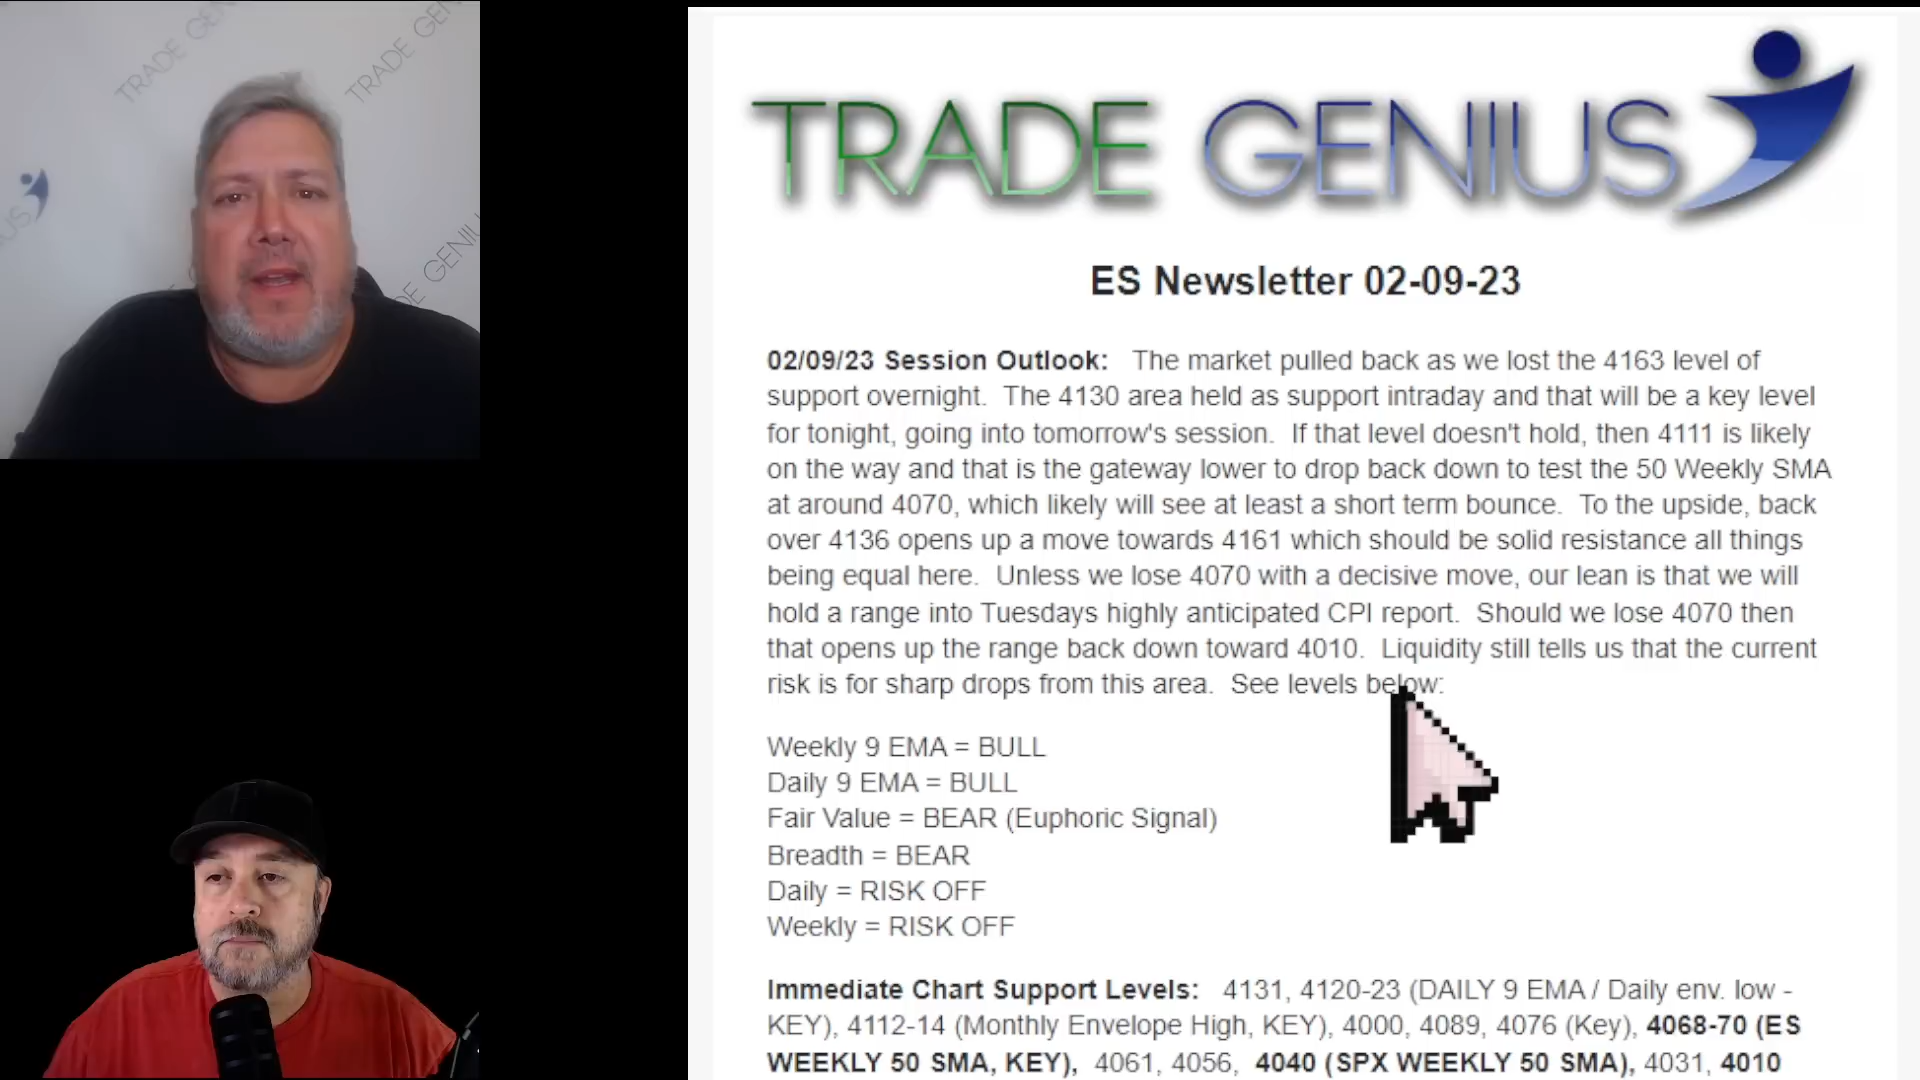 TRADE GENIUS
TRADE GENIUS
TRADE GENIUS
IUS
TRADE GENIUS
ES Newsletter 02-09-23
02/09/23 Session Outlook: The market pulled back as we lost the 4163 level of
support overnight. The 4130 area held as support intraday and that will be a key level
for tonight, going into tomorrow's session. If that level doesn't hold, then 4111 is likely
on the way and that is the gateway lower to drop back down to test the 50 Weekly SMA
at around 4070, which likely will see at least a short term bounce. To the upside, back
over 4136 opens up a move towards 4161 which should be solid resistance all things
being equal here. Unless we lose 4070 with a decisive move, our lean is that we will
hold a range into Tuesdays highly anticipated CPI report. Should we lose 4070 then
that opens up the range back down toward 4010. Liquidity still tells us that the current
risk is for sharp drops from this area. See levels below:
Weekly 9 EMA = BULL
Daily 9 EMA = BULL
Fair Value = BEAR (Euphoric Signal)
Breadth = BEAR
Daily = RISK OFF
Weekly = RISK OFF
Immediate Chart Support Levels: 4131, 4120-23 (DAILY 9 EMA / Daily env. low -
KEY), 4112-14 (Monthly Envelope High, KEY), 4000, 4089, 4076 (Key), 4068-70 (ES
WEEKLY 50 SMA, KEY), 4061, 4056, 4040 (SPX WEEKLY 50 SMA), 4031, 4010